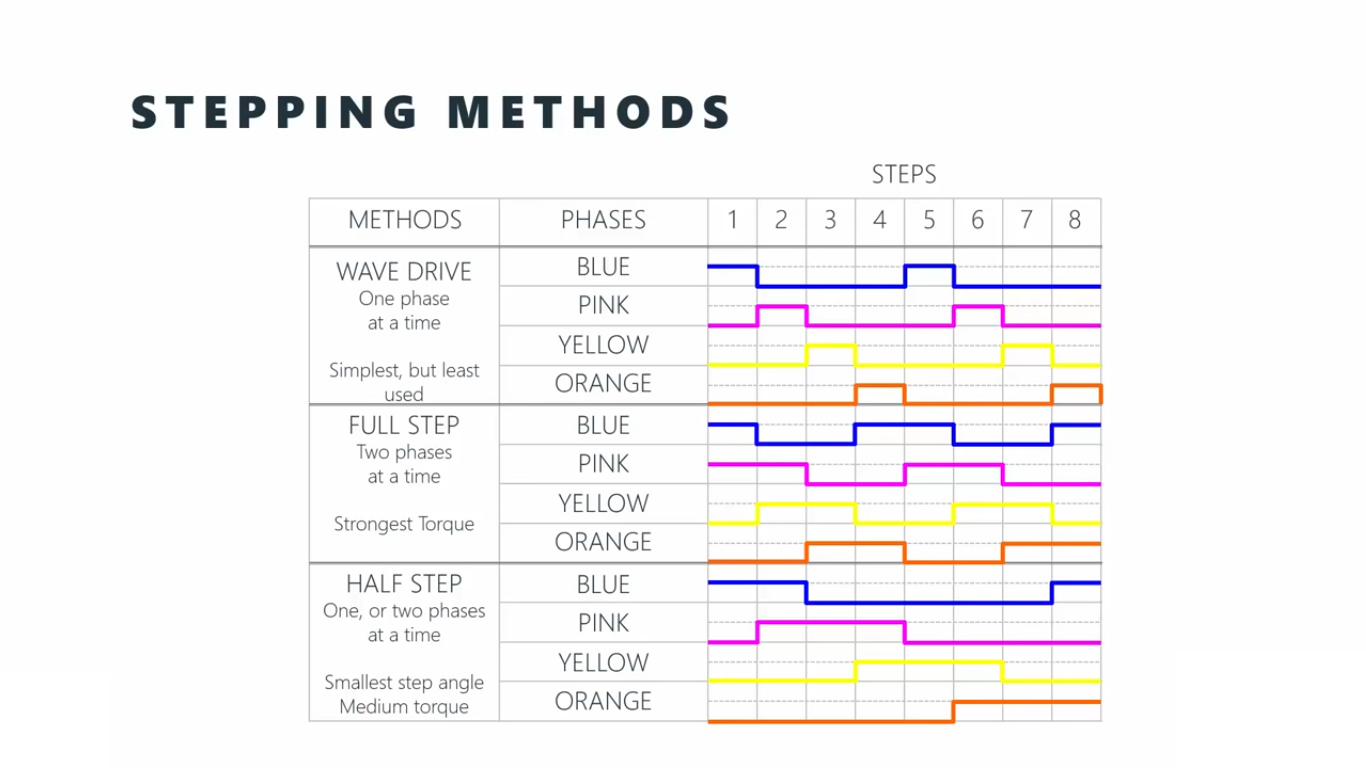 STEPPING METHODS
STEPS
METHODS PHASES 1 2 3 4 5 6 7 8
WAVE DRIVE
One phase
at a time
Simplest, but least
used
BLUE
PINK
YELLOW
ORANGE
FULL STEP
Two phases
at a time
Strongest Torque
BLUE
PINK
YELLOW
ORANGE
HALF STEP
One, or two phases
at a time
Smallest step angle
Medium torque
BLUE
PINK
YELLOW
ORANGE